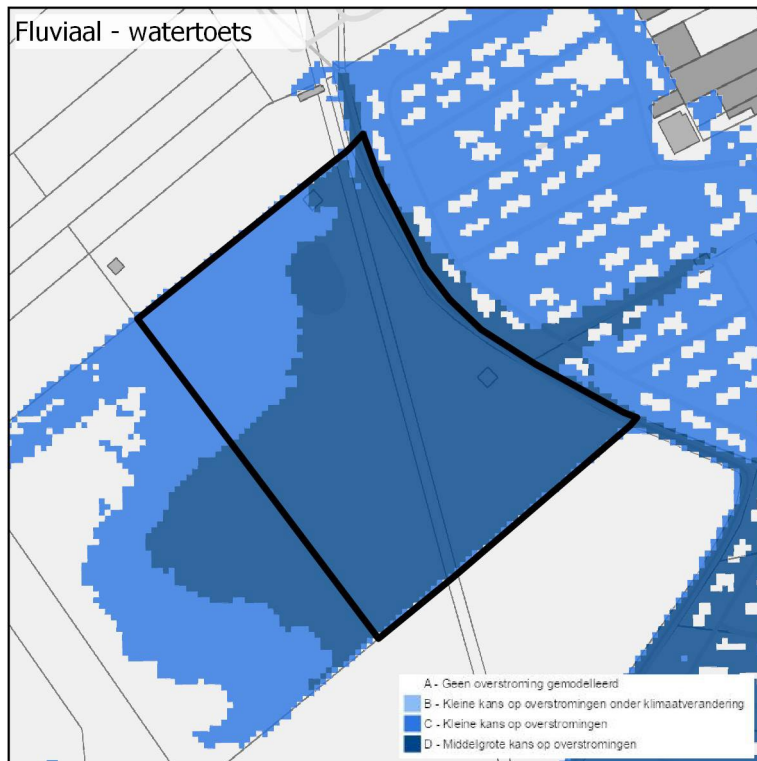 Fluviaal - watertoets
A - Geen overstroming gemodelleerd
B - Kleine kans op overstromingen onder klimaatverandering
C - Kleine kans op overstromingen
D - Middelgrote kans op overstromingen